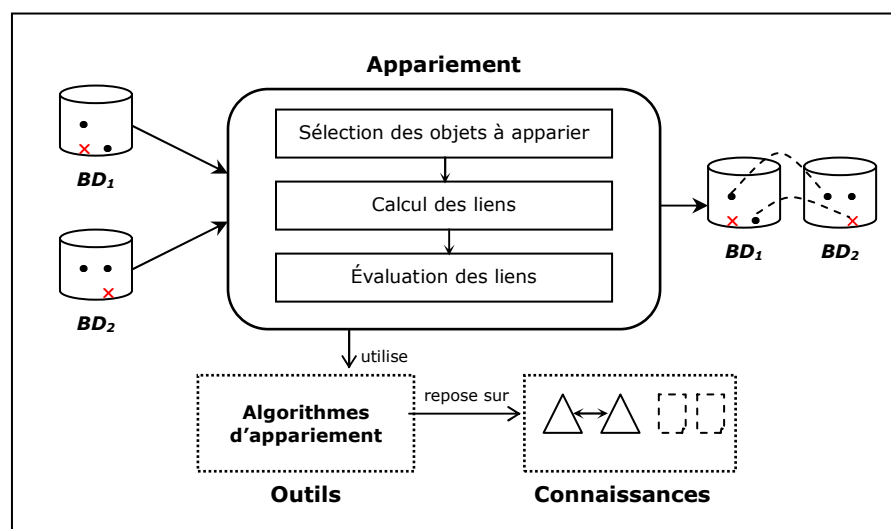 Appariement
Sélection des objets à apparier
BD₁
Calcul des liens
BD₁
BD₂
Évaluation des liens
BD₂
utilise
repose sur
Algorithmes
d'appariement
Outils
Connaissances